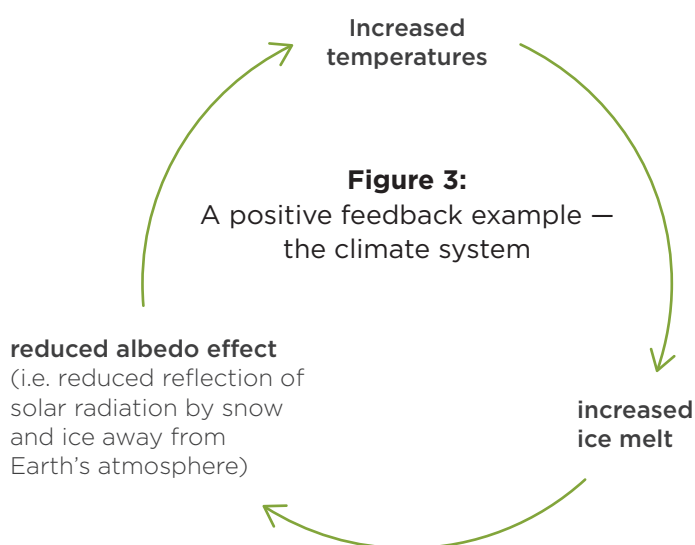 Increased
temperatures
Figure 3:
A positive feedback example —
the climate system
increased
ice melt
reduced albedo effect
(i.e. reduced reflection of
solar radiation by snow
and ice away from
Earth’s atmosphere)